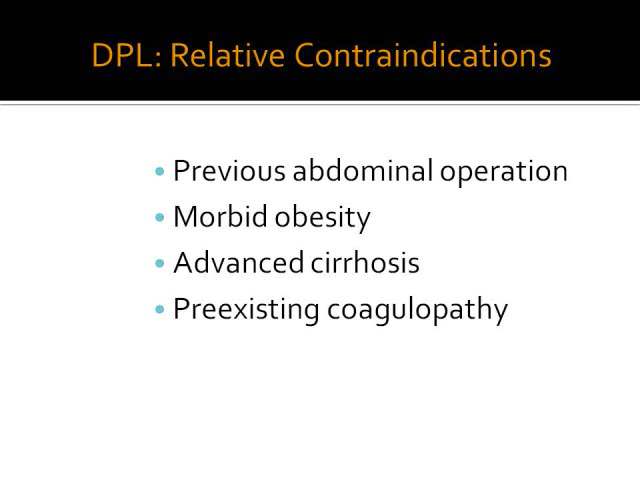 DPL: Relative Contraindications
• Previous abdominal operation
• Morbid obesity
• Advanced cirrhosis
• Preexisting coagulopathy